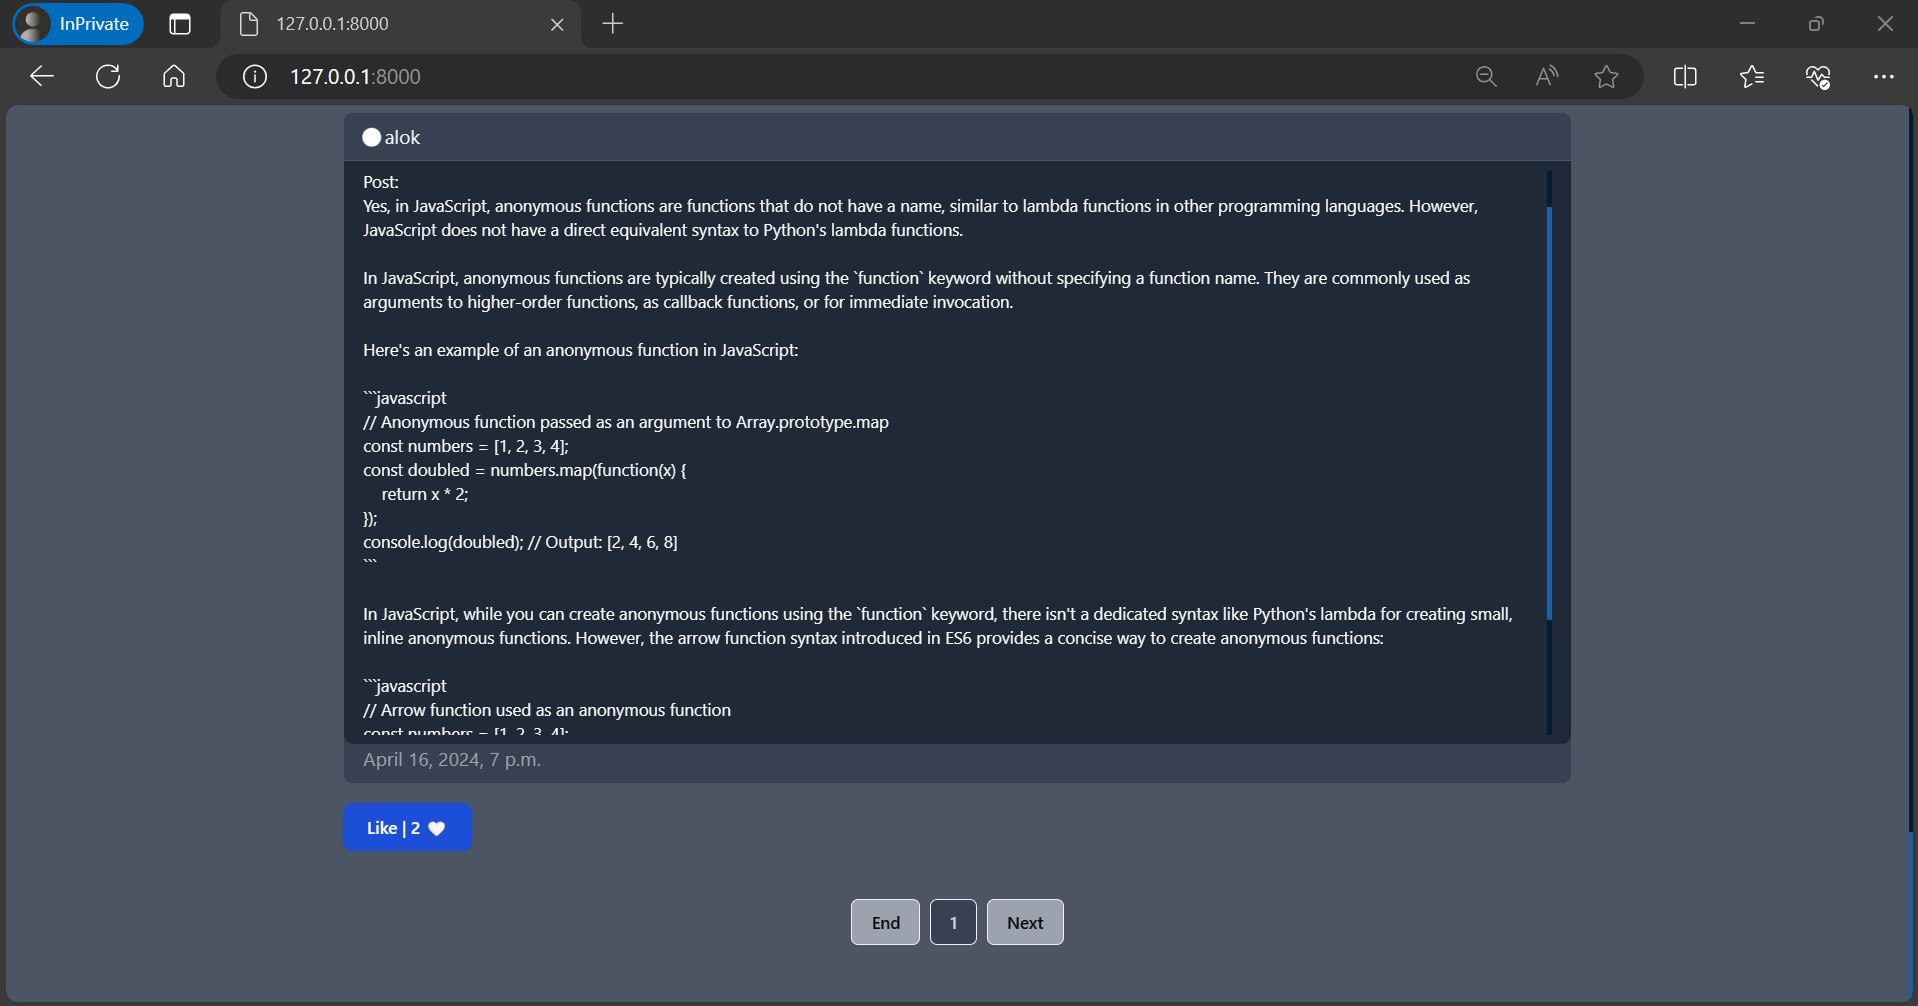 InPrivate
127.0.0.1:8000
127.0.0.1:8000
alok
Post:
Yes, in JavaScript, anonymous functions are functions that do not have a name, similar to lambda functions in other programming languages. However,
JavaScript does not have a direct equivalent syntax to Python's lambda functions.
In JavaScript, anonymous functions are typically created using the `function` keyword without specifying a function name. They are commonly used as
arguments to higher-order functions, as callback functions, or for immediate invocation.
Here's an example of an anonymous function in JavaScript:
```javascript
// Anonymous function passed as an argument to Array.prototype.map
const numbers = [1, 2, 3, 4];
const doubled = numbers.map(function(x) {
return x * 2;
});
console.log(doubled); // Output: [2, 4, 6, 8]
```
In JavaScript, while you can create anonymous functions using the `function` keyword, there isn't a dedicated syntax like Python's lambda for creating small,
inline anonymous functions. However, the arrow function syntax introduced in ES6 provides a concise way to create anonymous functions:
```javascript
// Arrow function used as an anonymous function
const numbers = [1, 2, 3, 4];
April 16, 2024, 7 p.m.
Like | 2
End
1
Next